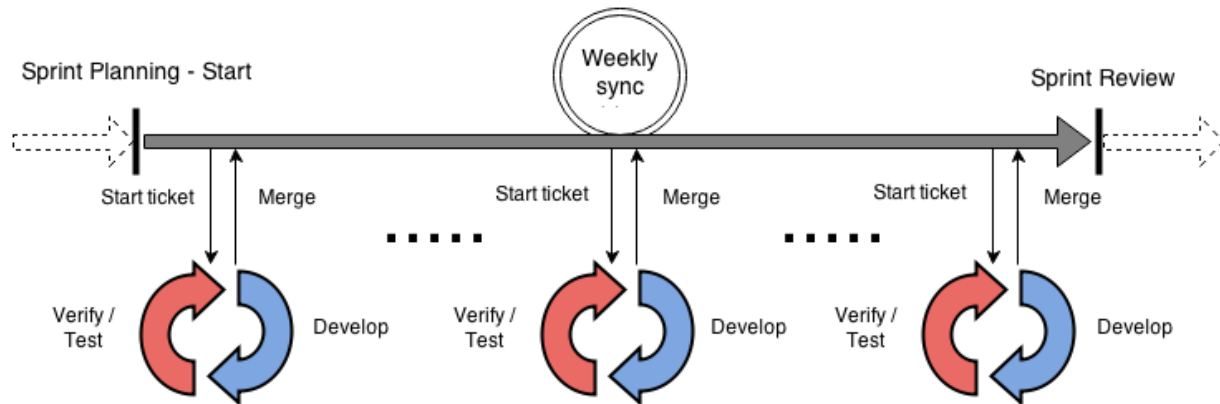 Weekly
sync
Sprint Planning - Start
Sprint Review
Start ticket
Merge
Start ticket
Merge
Start ticket
Merge
Verify /
Test
Develop
Verify /
Test
Develop
Verify /
Test
Develop